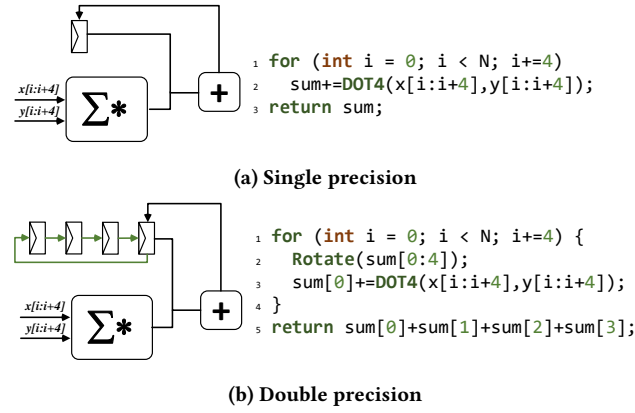 x[i:i+4]
y[i:i+4]
∑*
+
1 for (int i = 0; i < N; i+=4)
2 sum+=DOT4(x[i:i+4],y[i:i+4]);
3 return sum;
(a) Single precision
x[i:i+4]
y[i:i+4]
∑*
+
1 for (int i = 0; i < N; i+=4) {
2 Rotate(sum[0:4]);
3 sum[0]+=DOT4(x[i:i+4],y[i:i+4]);
4 }
5 return sum[0]+sum[1]+sum[2]+sum[3];
(b) Double precision